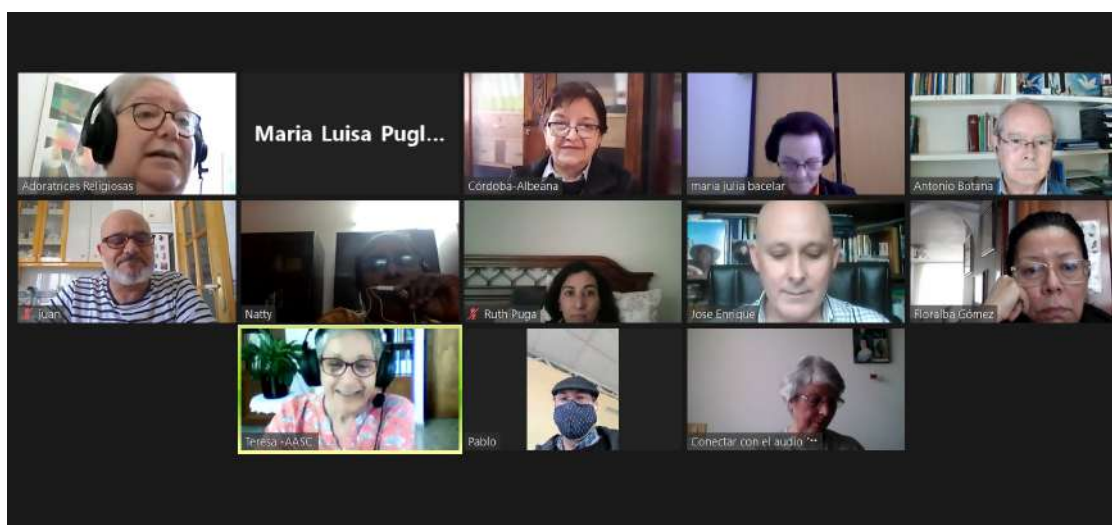 Adoratrices Religiosas
Maria Luisa Pugl...
Córdoba-Albeana
maria julia bacelar
Antonio Botana
juan
Natty
Ruth Puga
Jose Enrique
Floralba Gómez
Teresa -AASC
Pablo
Conectar con el audio